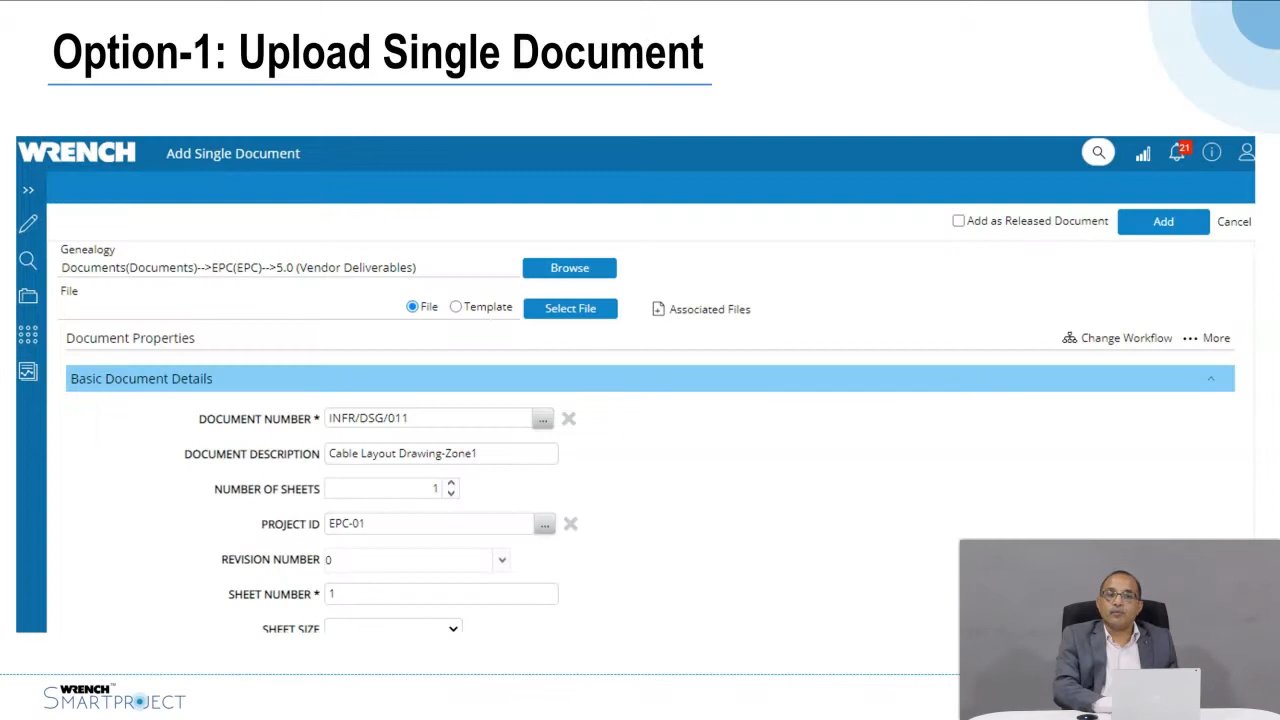 Option-1: Upload Single Document
WRENCH Add Single Document 21
Add as Released Document Add Cancel
Genealogy
Documents(Documents)-->EPC(EPC)-->5.0 (Vendor Deliverables) Browse
File
File Template Select File Associated Files
Document Properties Change Workflow ••• More
Basic Document Details
DOCUMENT NUMBER * INFR/DSG/011 ...
DOCUMENT DESCRIPTION Cable Layout Drawing-Zone1
NUMBER OF SHEETS 1
PROJECT ID EPC-01 ...
REVISION NUMBER 0
SHEET NUMBER * 1
SHEET SIZE
WRENCH™
SMARTPROJECT